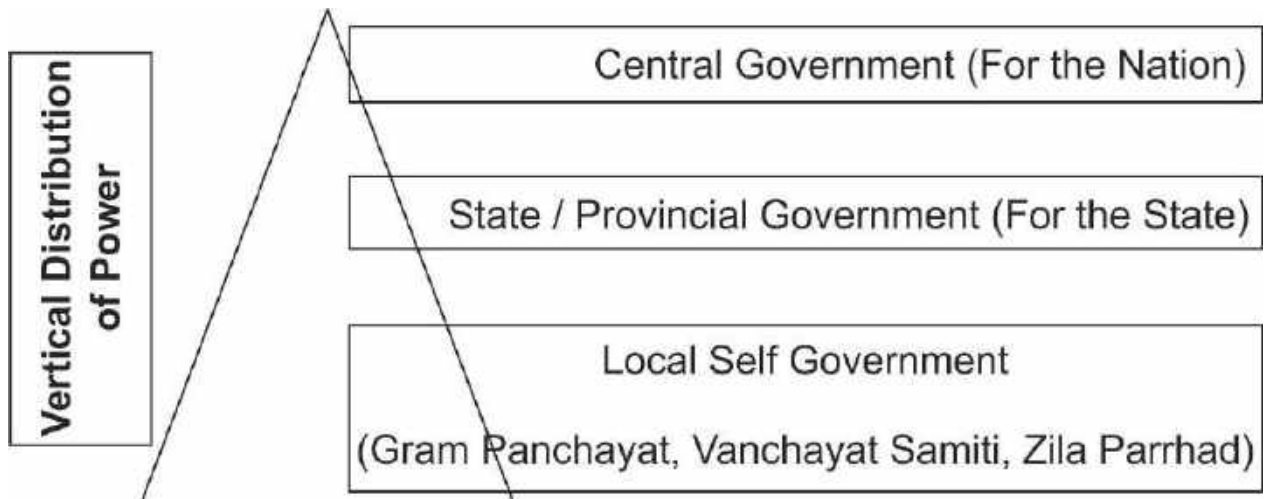 Vertical Distribution
of Power
Central Government (For the Nation)
State / Provincial Government (For the State)
Local Self Government
(Gram Panchayat, Vanchayat Samiti, Zila Parrhad)